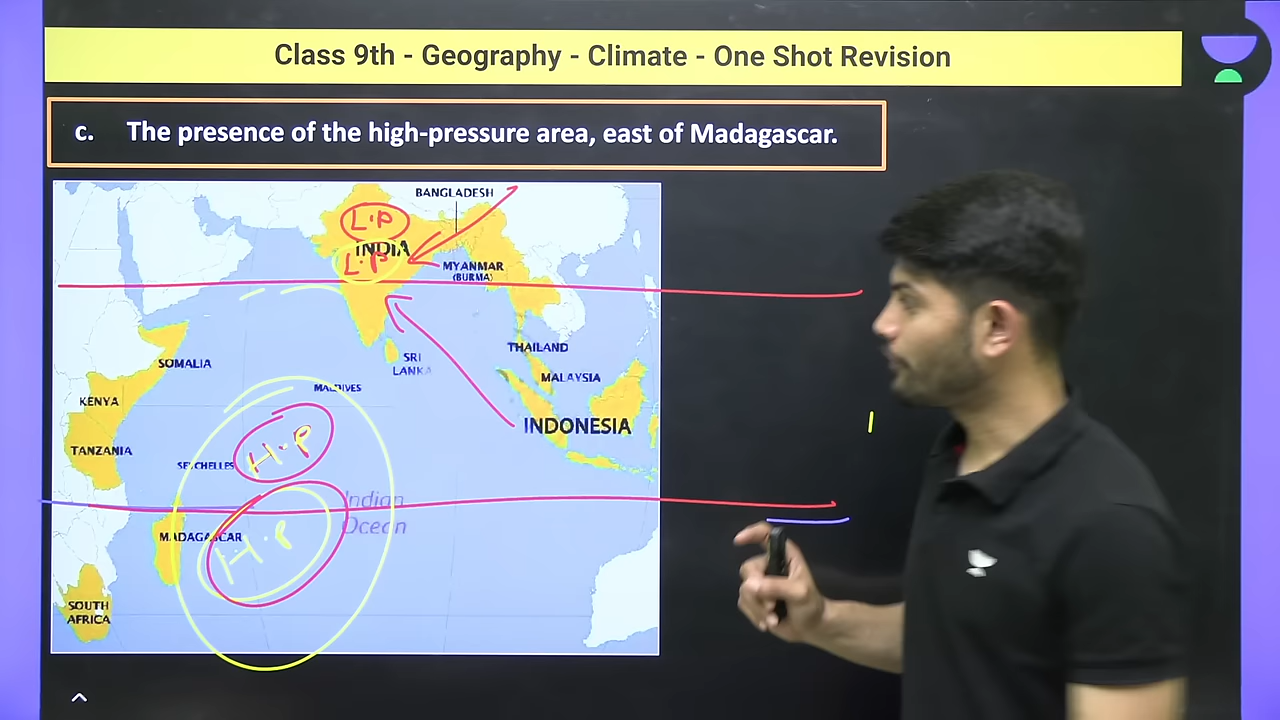 Class 9th - Geography - Climate - One Shot Revision
c. The presence of the high-pressure area, east of Madagascar.
BANGLADESH
L.P
INDIA
L.P
MYANMAR
(BURMA)
THAILAND
SRI
LANKA
SOMALIA
MALAYSIA
MALDIVES
KENYA
INDONESIA
H.P
TANZANIA
SEYCHELLES
Indian
Ocean
MADAGASCAR
H.P
SOUTH
AFRICA